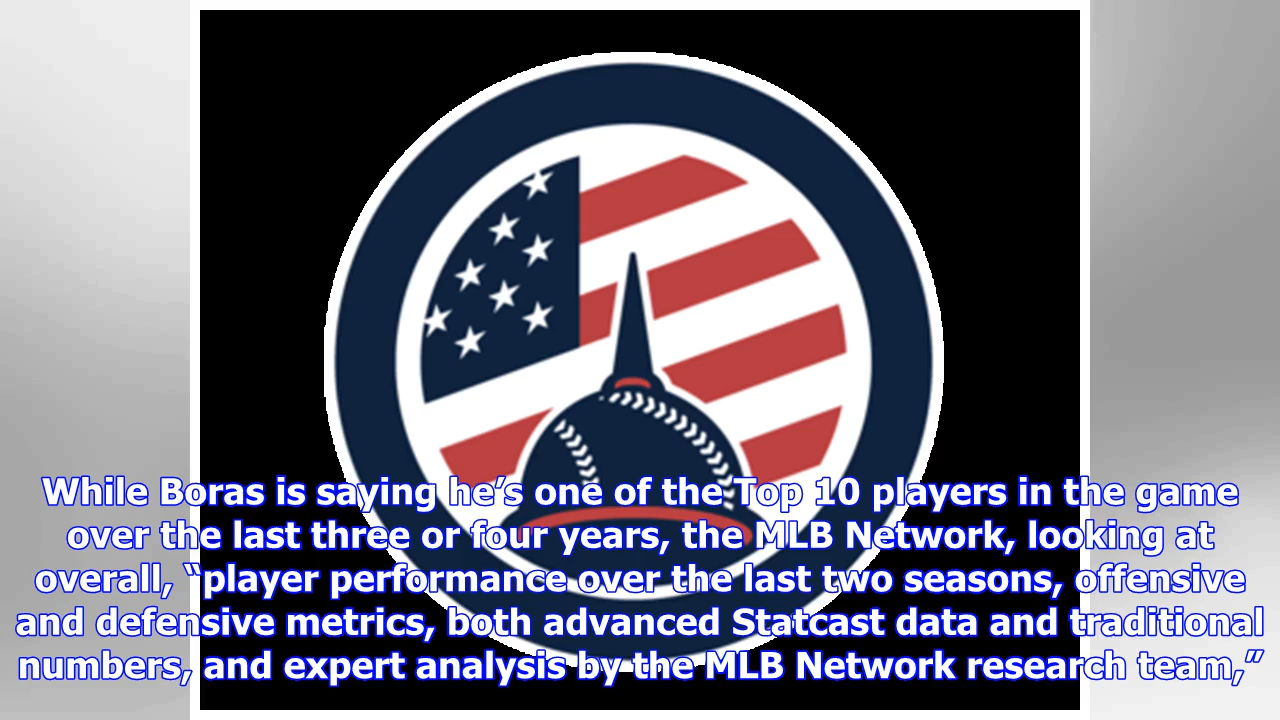 While Boras is saying he’s one of the Top 10 players in the game
over the last three or four years, the MLB Network, looking at
overall, “player performance over the last two seasons, offensive
and defensive metrics, both advanced Statcast data and traditional
numbers, and expert analysis by the MLB Network research team,”